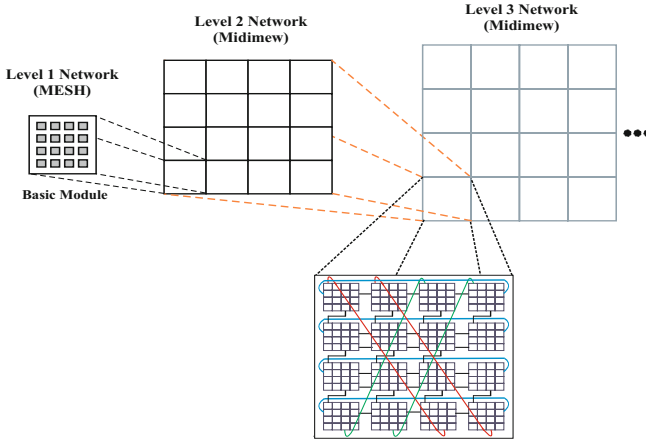 Level 3 Network
(Midimew)
Level 2 Network
(Midimew)
Level 1 Network
(MESH)
Basic Module